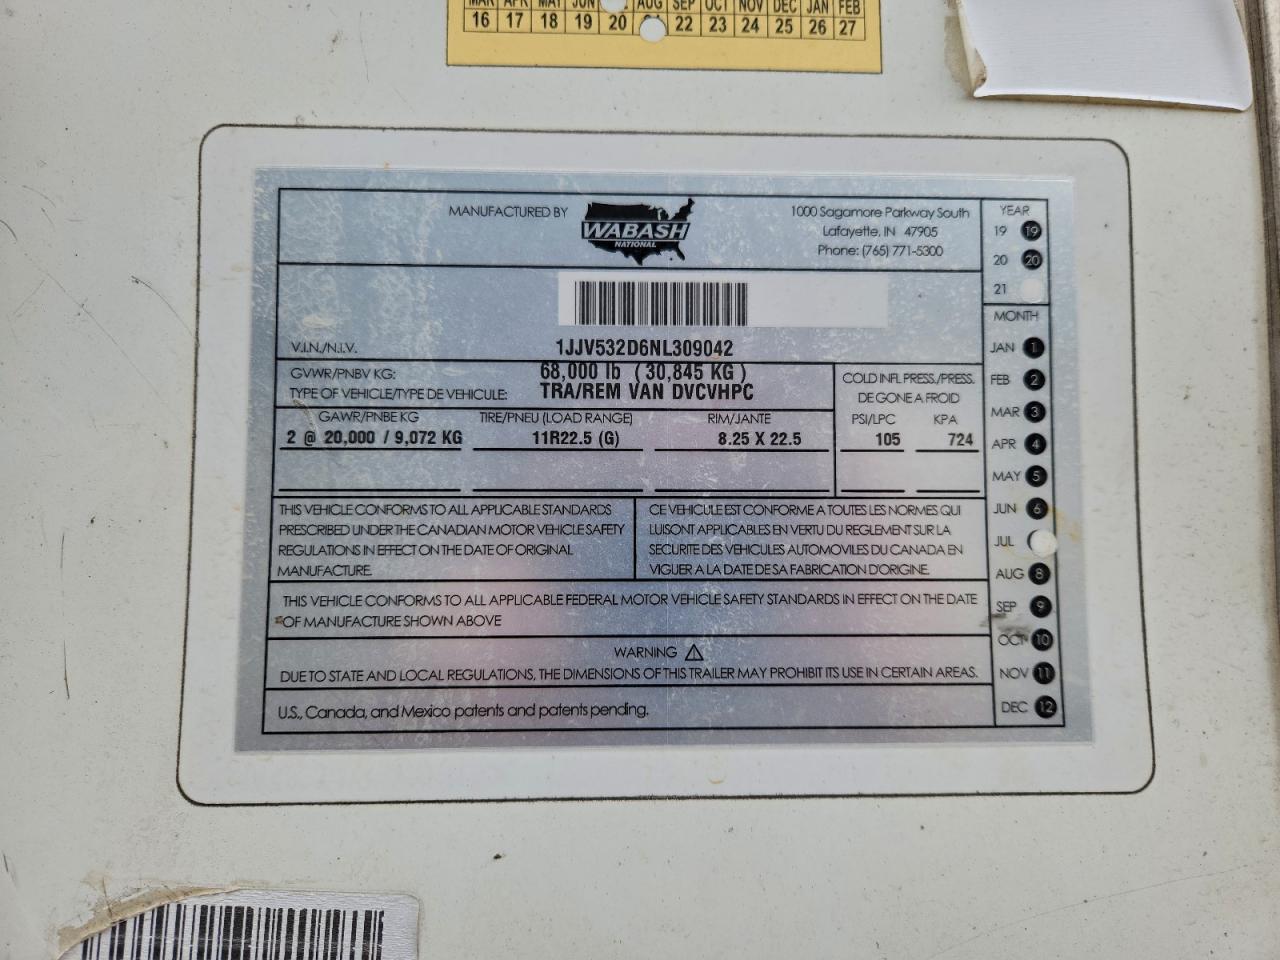 MAR APR MAY JUN AUG SEP OCT NOV DEC JAN FEB
16 17 18 19 20 22 23 24 25 26 27
MANUFACTURED BY
WABASH
NATIONAL
1000 Sagamore Parkway South
Lafayette, IN 47905
Phone: (765) 771-5300
YEAR
19 19
20 20
21
V.I.N./N.I.V. 1JJV532D6NL309042
GVWR/PNBV KG: 68,000 lb ( 30,845 KG )
TYPE OF VEHICLE/TYPE DE VEHICULE: TRA/REM VAN DVCVHPC
COLD INFL PRESS./PRESS.
DE GONE A FROID
GAWR/PNBE KG TIRE/PNEU (LOAD RANGE) RIM/JANTE PSI/LPC KPA
2 @ 20,000 / 9,072 KG 11R22.5 (G) 8.25 X 22.5 105 724
THIS VEHICLE CONFORMS TO ALL APPLICABLE STANDARDS
PRESCRIBED UNDER THE CANADIAN MOTOR VEHICLE SAFETY
REGULATIONS IN EFFECT ON THE DATE OF ORIGINAL
MANUFACTURE.
CE VEHICULE EST CONFORME A TOUTES LES NORMES QUI
LUI SONT APPLICABLES EN VERTU DU REGLEMENT SUR LA
SECURITE DES VEHICULES AUTOMOVILES DU CANADA EN
VIGUER A LA DATE DE SA FABRICATION D'ORIGINE.
THIS VEHICLE CONFORMS TO ALL APPLICABLE FEDERAL MOTOR VEHICLE SAFETY STANDARDS IN EFFECT ON THE DATE
OF MANUFACTURE SHOWN ABOVE
WARNING
DUE TO STATE AND LOCAL REGULATIONS, THE DIMENSIONS OF THIS TRAILER MAY PROHIBIT ITS USE IN CERTAIN AREAS.
U.S., Canada, and Mexico patents and patents pending.
MONTH
JAN 1
FEB 2
MAR 3
APR 4
MAY 5
JUN 6
JUL
AUG 8
SEP 9
OCT 10
NOV 11
DEC 12